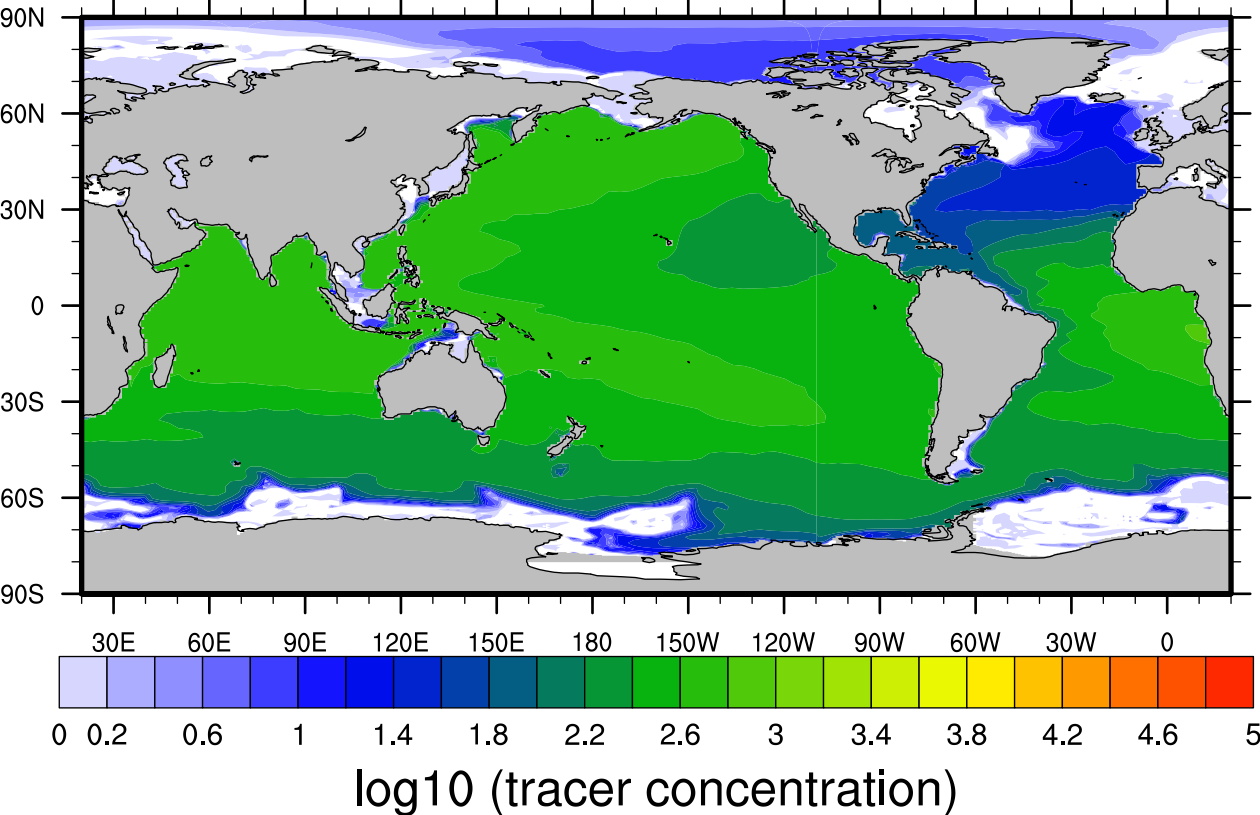 90N
60N
30N
0
30S
60S
90S
30E 60E 90E 120E 150E 180 150W 120W 90W 60W 30W 0
0 0.2 0.6 1 1.4 1.8 2.2 2.6 3 3.4 3.8 4.2 4.6 5
log10 (tracer concentration)